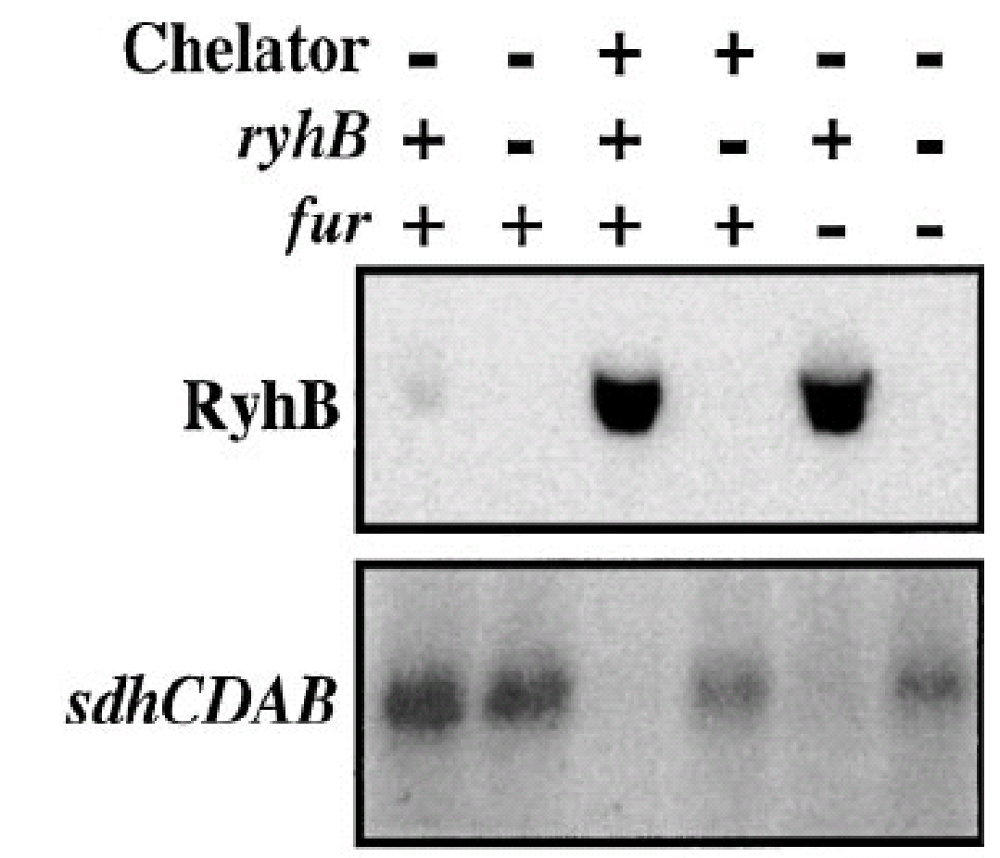 Chelator - - + + - -
ryhB + - + - + -
fur + + + + - -
RyhB
sdhCDAB